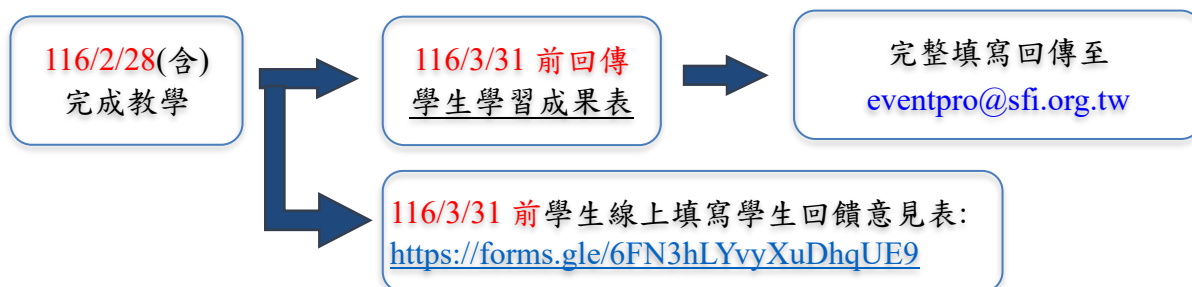 116/2/28(含)
完成教學
116/3/31 前回傳
學生學習成果表
完整填寫回傳至
eventpro@sfi.org.tw
116/3/31 前學生線上填寫學生回饋意見表:
https://forms.gle/6FN3hLYvyXuDhqUE9